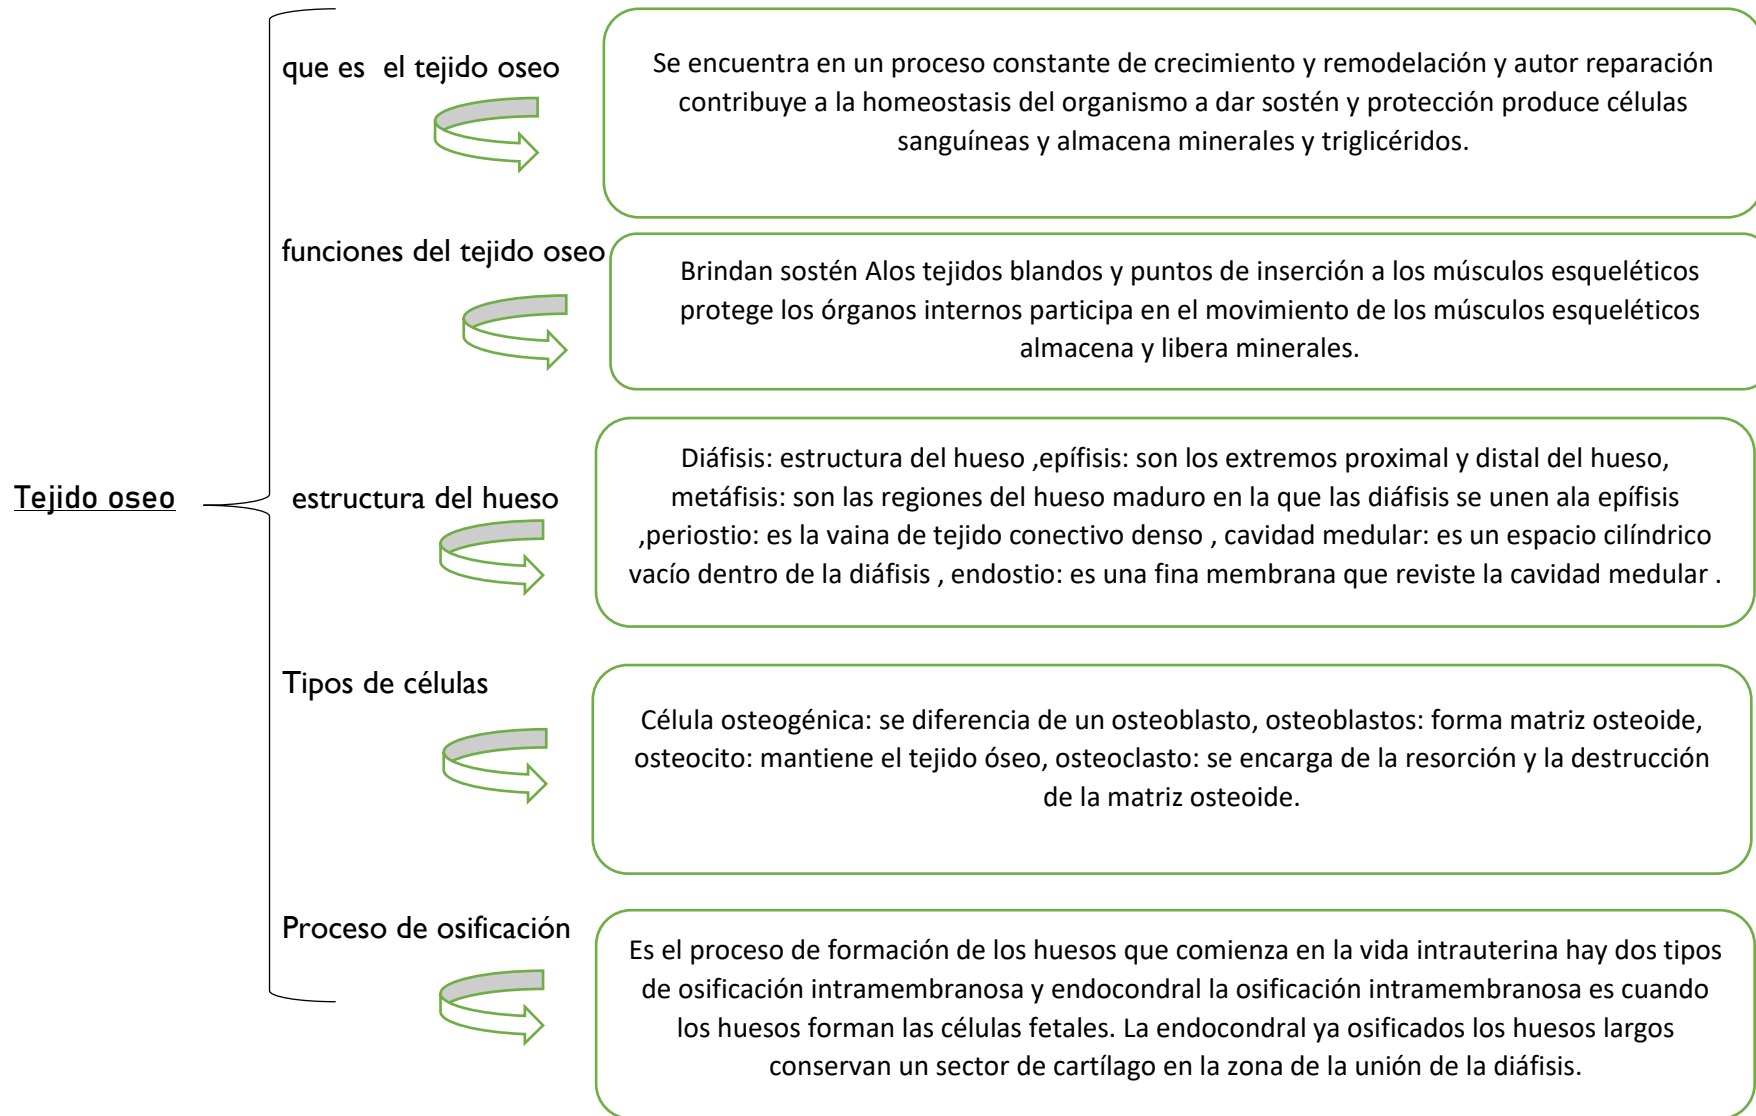 Tejido oseo
que es el tejido oseo
Se encuentra en un proceso constante de crecimiento y remodelación y autor reparación
contribuye a la homeostasis del organismo a dar sostén y protección produce células
sanguíneas y almacena minerales y triglicéridos.
funciones del tejido oseo
Brindan sostén Alos tejidos blandos y puntos de inserción a los músculos esqueléticos
protege los órganos internos participa en el movimiento de los músculos esqueléticos
almacena y libera minerales.
estructura del hueso
Diáfisis: estructura del hueso ,epífisis: son los extremos proximal y distal del hueso,
metáfisis: son las regiones del hueso maduro en la que las diáfisis se unen ala epífisis
,periostio: es la vaina de tejido conectivo denso , cavidad medular: es un espacio cilíndrico
vacío dentro de la diáfisis , endostio: es una fina membrana que reviste la cavidad medular .
Tipos de células
Célula osteogénica: se diferencia de un osteoblasto, osteoblastos: forma matriz osteoide,
osteocito: mantiene el tejido óseo, osteoclasto: se encarga de la resorción y la destrucción
de la matriz osteoide.
Proceso de osificación
Es el proceso de formación de los huesos que comienza en la vida intrauterina hay dos tipos
de osificación intramembranosa y endocondral la osificación intramembranosa es cuando
los huesos forman las células fetales. La endocondral ya osificados los huesos largos
conservan un sector de cartílago en la zona de la unión de la diáfisis.